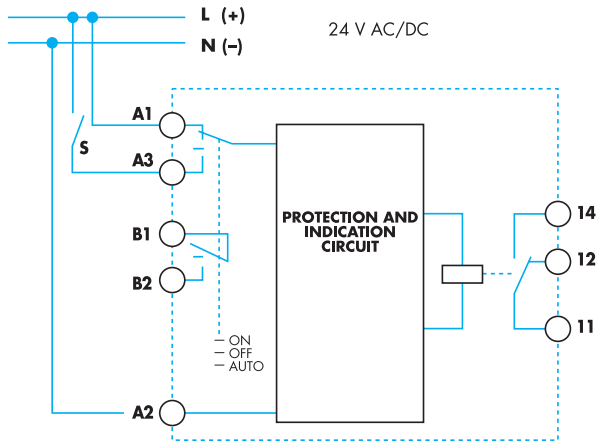 L (+)
N (–)
24 V AC/DC
A1
S
A3
B1
B2
PROTECTION AND
INDICATION
CIRCUIT
14
12
11
– ON
– OFF
– AUTO
A2